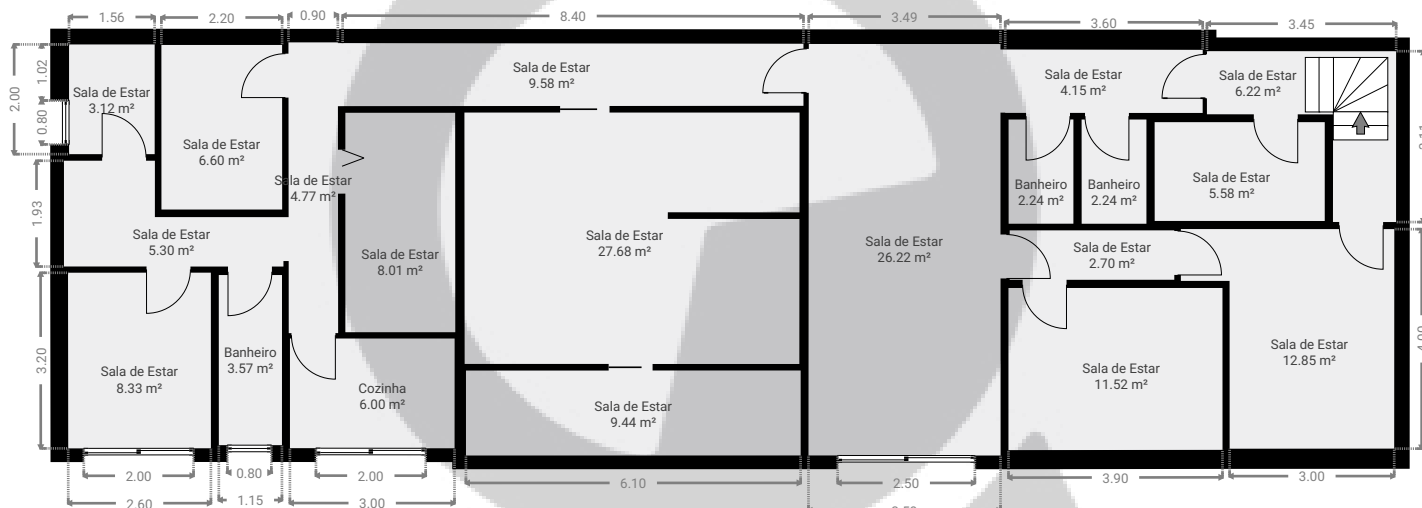 1.56
2.20
0.90
8.40
3.49
3.60
3.45
2.00
1.02
0.80
1.93
3.20
Sala de Estar
3.12 m²
Sala de Estar
6.60 m²
Sala de Estar
4.77 m²
Sala de Estar
9.58 m²
Sala de Estar
4.15 m²
Sala de Estar
6.22 m²
Banheiro
2.24 m²
Banheiro
2.24 m²
Sala de Estar
5.58 m²
Sala de Estar
5.30 m²
Sala de Estar
8.01 m²
Sala de Estar
27.68 m²
Sala de Estar
26.22 m²
Sala de Estar
2.70 m²
Sala de Estar
8.33 m²
Banheiro
3.57 m²
Cozinha
6.00 m²
Sala de Estar
9.44 m²
Sala de Estar
11.52 m²
Sala de Estar
12.85 m²
2.00
0.80
2.00
6.10
2.50
3.90
3.00
2.60
1.15
3.00